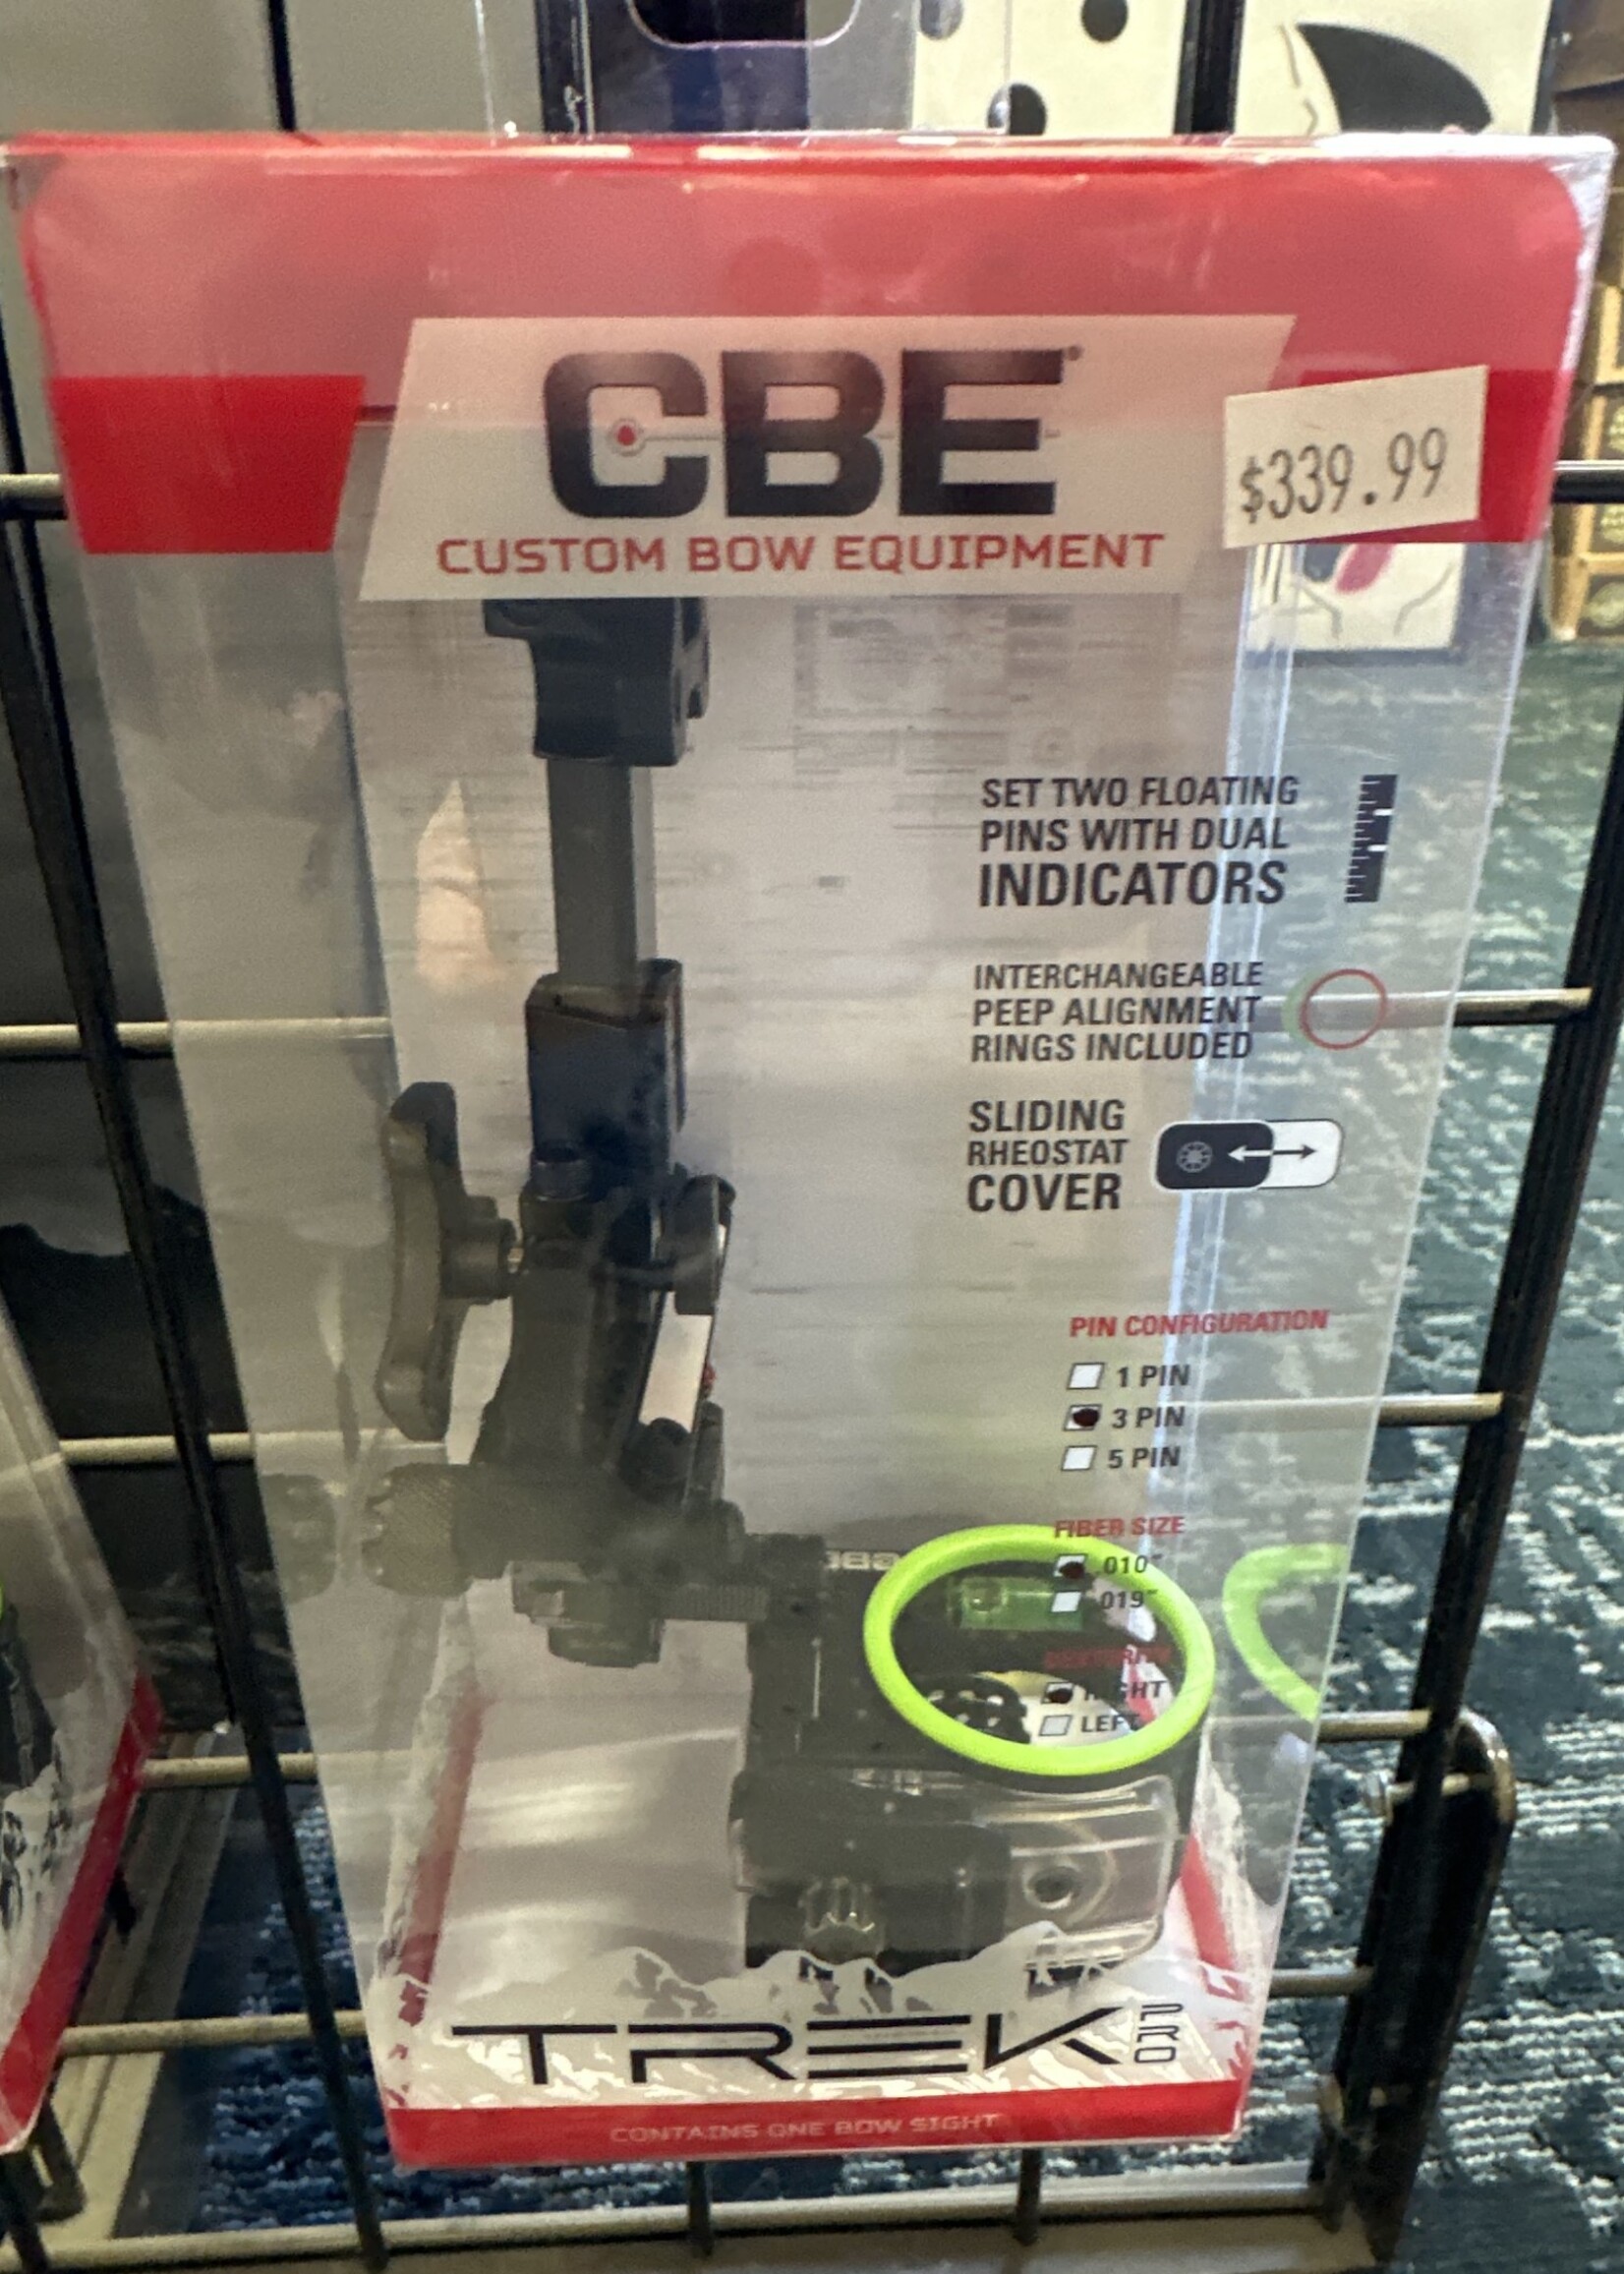 CBE
$339.99
CUSTOM BOW EQUIPMENT
SET TWO FLOATING
PINS WITH DUAL
INDICATORS
INTERCHANGEABLE
PEEP ALIGNMENT
RINGS INCLUDED
SLIDING
RHEOSTAT
COVER
PIN CONFIGURATION
1 PIN
3 PIN
5 PIN
FIBER SIZE
.010"
.019"
RIGHT
LEFT
TREK PRO
CONTAINS ONE BOW SIGHT